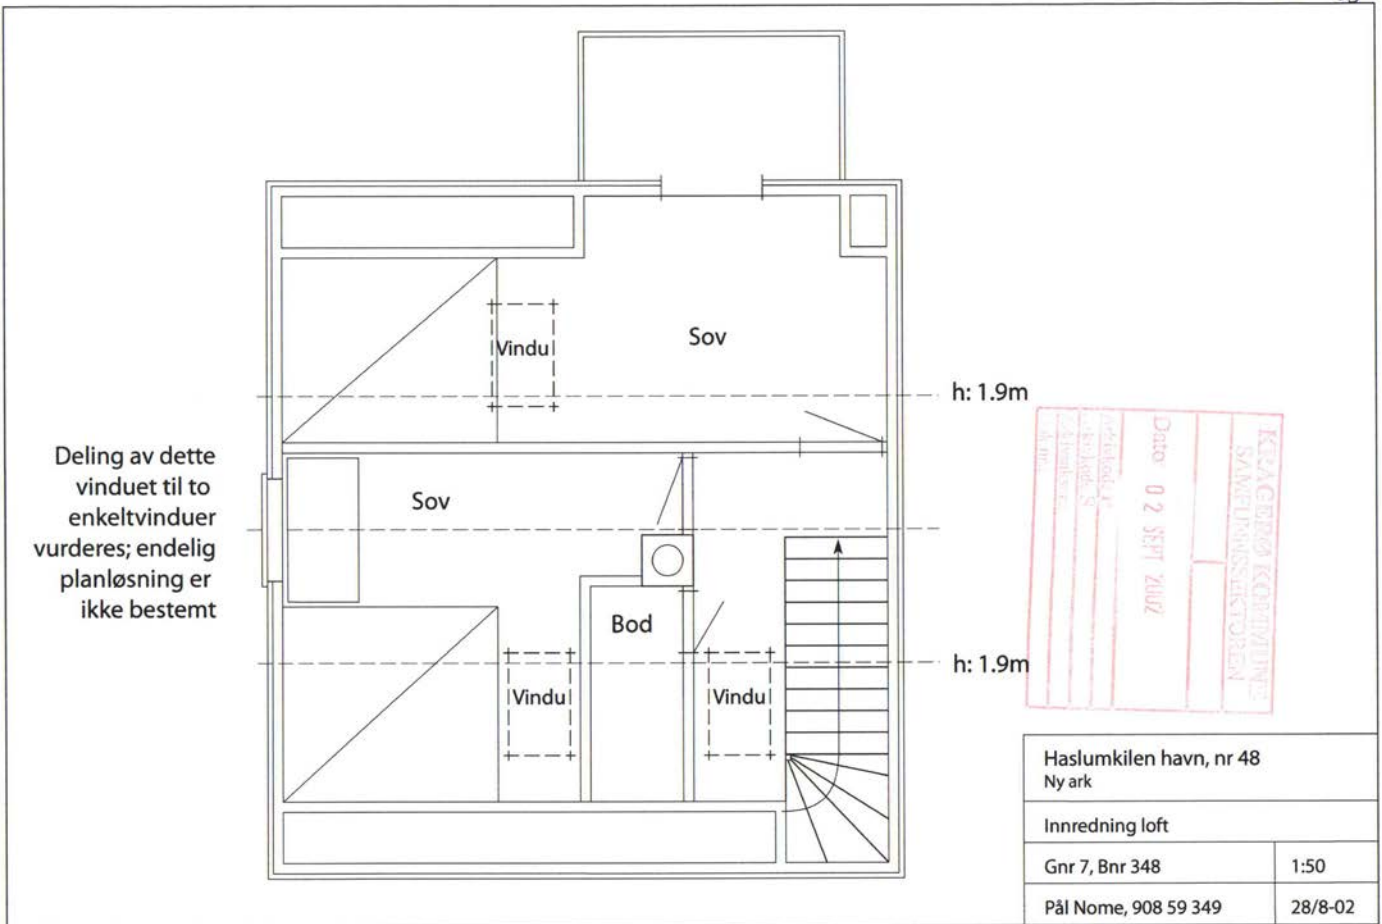 Vindu
Sov
h: 1.9m
Deling av dette
vinduet til to
enkeltvinduer
vurderes; endelig
planløsning er
ikke bestemt
Sov
Bod
h: 1.9m
Vindu
Vindu
KRAGERØ KOMMUNE
SAMFUNNSSEKTOREN
Dato 02 SEPT 2002
Haslumkilen havn, nr 48
Ny ark
Innredning loft
Gnr 7, Bnr 348 1:50
Pål Nome, 908 59 349 28/8-02